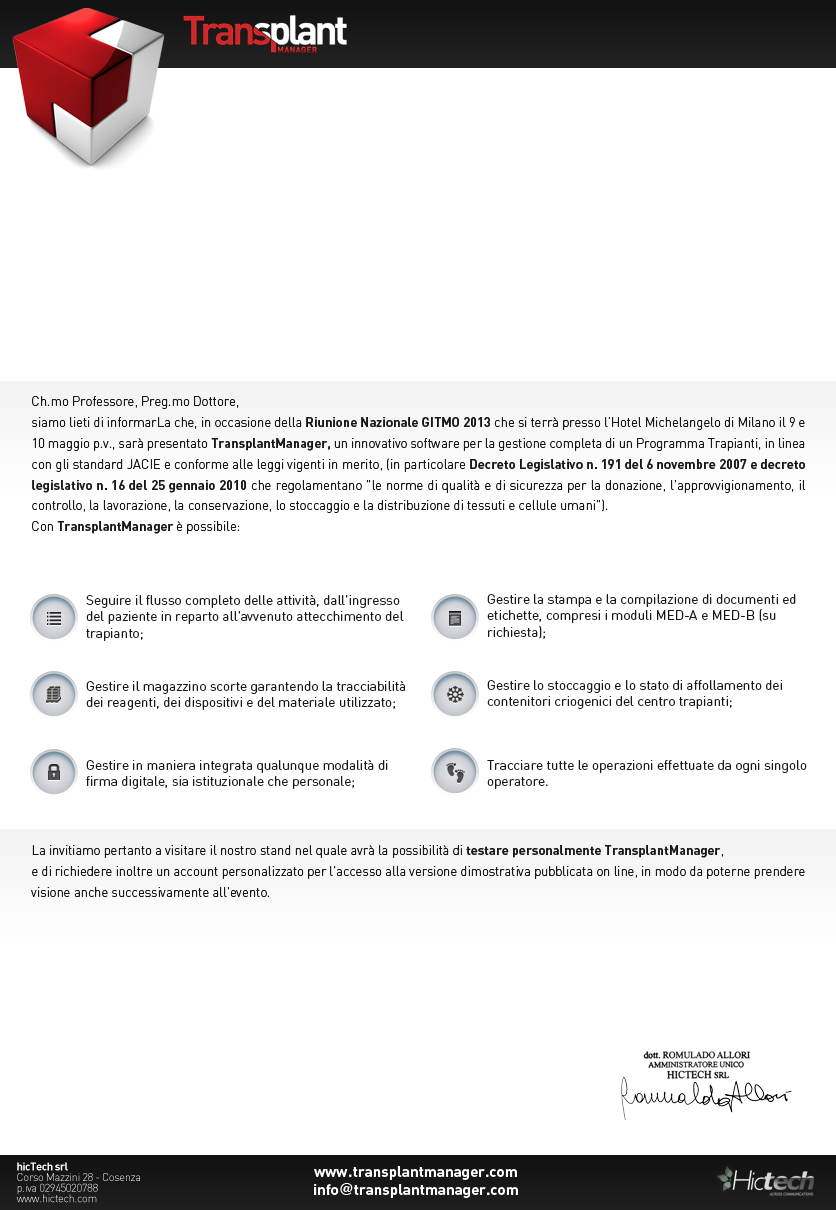 Transplant
MANAGER
Ch.mo Professore, Preg.mo Dottore,
siamo lieti di informarLa che, in occasione della Riunione Nazionale GITMO 2013 che si terrà presso l'Hotel Michelangelo di Milano il 9 e
10 maggio p.v., sarà presentato TransplantManager, un innovativo software per la gestione completa di un Programma Trapianti, in linea
con gli standard JACIE e conforme alle leggi vigenti in merito, (in particolare Decreto Legislativo n. 191 del 6 novembre 2007 e decreto
legislativo n. 16 del 25 gennaio 2010 che regolamentano "le norme di qualità e di sicurezza per la donazione, l'approvvigionamento, il
controllo, la lavorazione, la conservazione, lo stoccaggio e la distribuzione di tessuti e cellule umani").
Con TransplantManager è possibile:
Seguire il flusso completo delle attività, dall'ingresso
del paziente in reparto all'avvenuto attecchimento del
trapianto;
Gestire la stampa e la compilazione di documenti ed
etichette, compresi i moduli MED-A e MED-B (su
richiesta);
Gestire il magazzino scorte garantendo la tracciabilità
dei reagenti, dei dispositivi e del materiale utilizzato;
Gestire lo stoccaggio e lo stato di affollamento dei
contenitori criogenici del centro trapianti;
Gestire in maniera integrata qualunque modalità di
firma digitale, sia istituzionale che personale;
Tracciare tutte le operazioni effettuate da ogni singolo
operatore.
La invitiamo pertanto a visitare il nostro stand nel quale avrà la possibilità di testare personalmente TransplantManager,
e di richiedere inoltre un account personalizzato per l'accesso alla versione dimostrativa pubblicata on line, in modo da poterne prendere
visione anche successivamente all'evento.
dott. ROMULADO ALLORI
AMMINISTRATORE UNICO
HICTECH SRL
Romualdo Allori
hicTech srl
Corso Mazzini 28 - Cosenza
p.iva 02945020788
www.hictech.com
www.transplantmanager.com
info@transplantmanager.com
Hictech
ACROSS COMMUNICATIONS